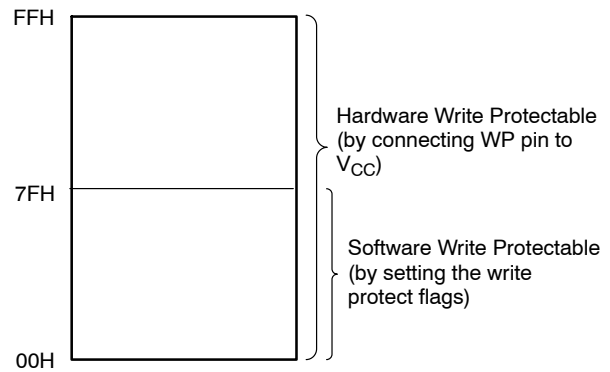 FFH
Hardware Write Protectable
(by connecting WP pin to
VCC)
7FH
Software Write Protectable
(by setting the write
protect flags)
00H